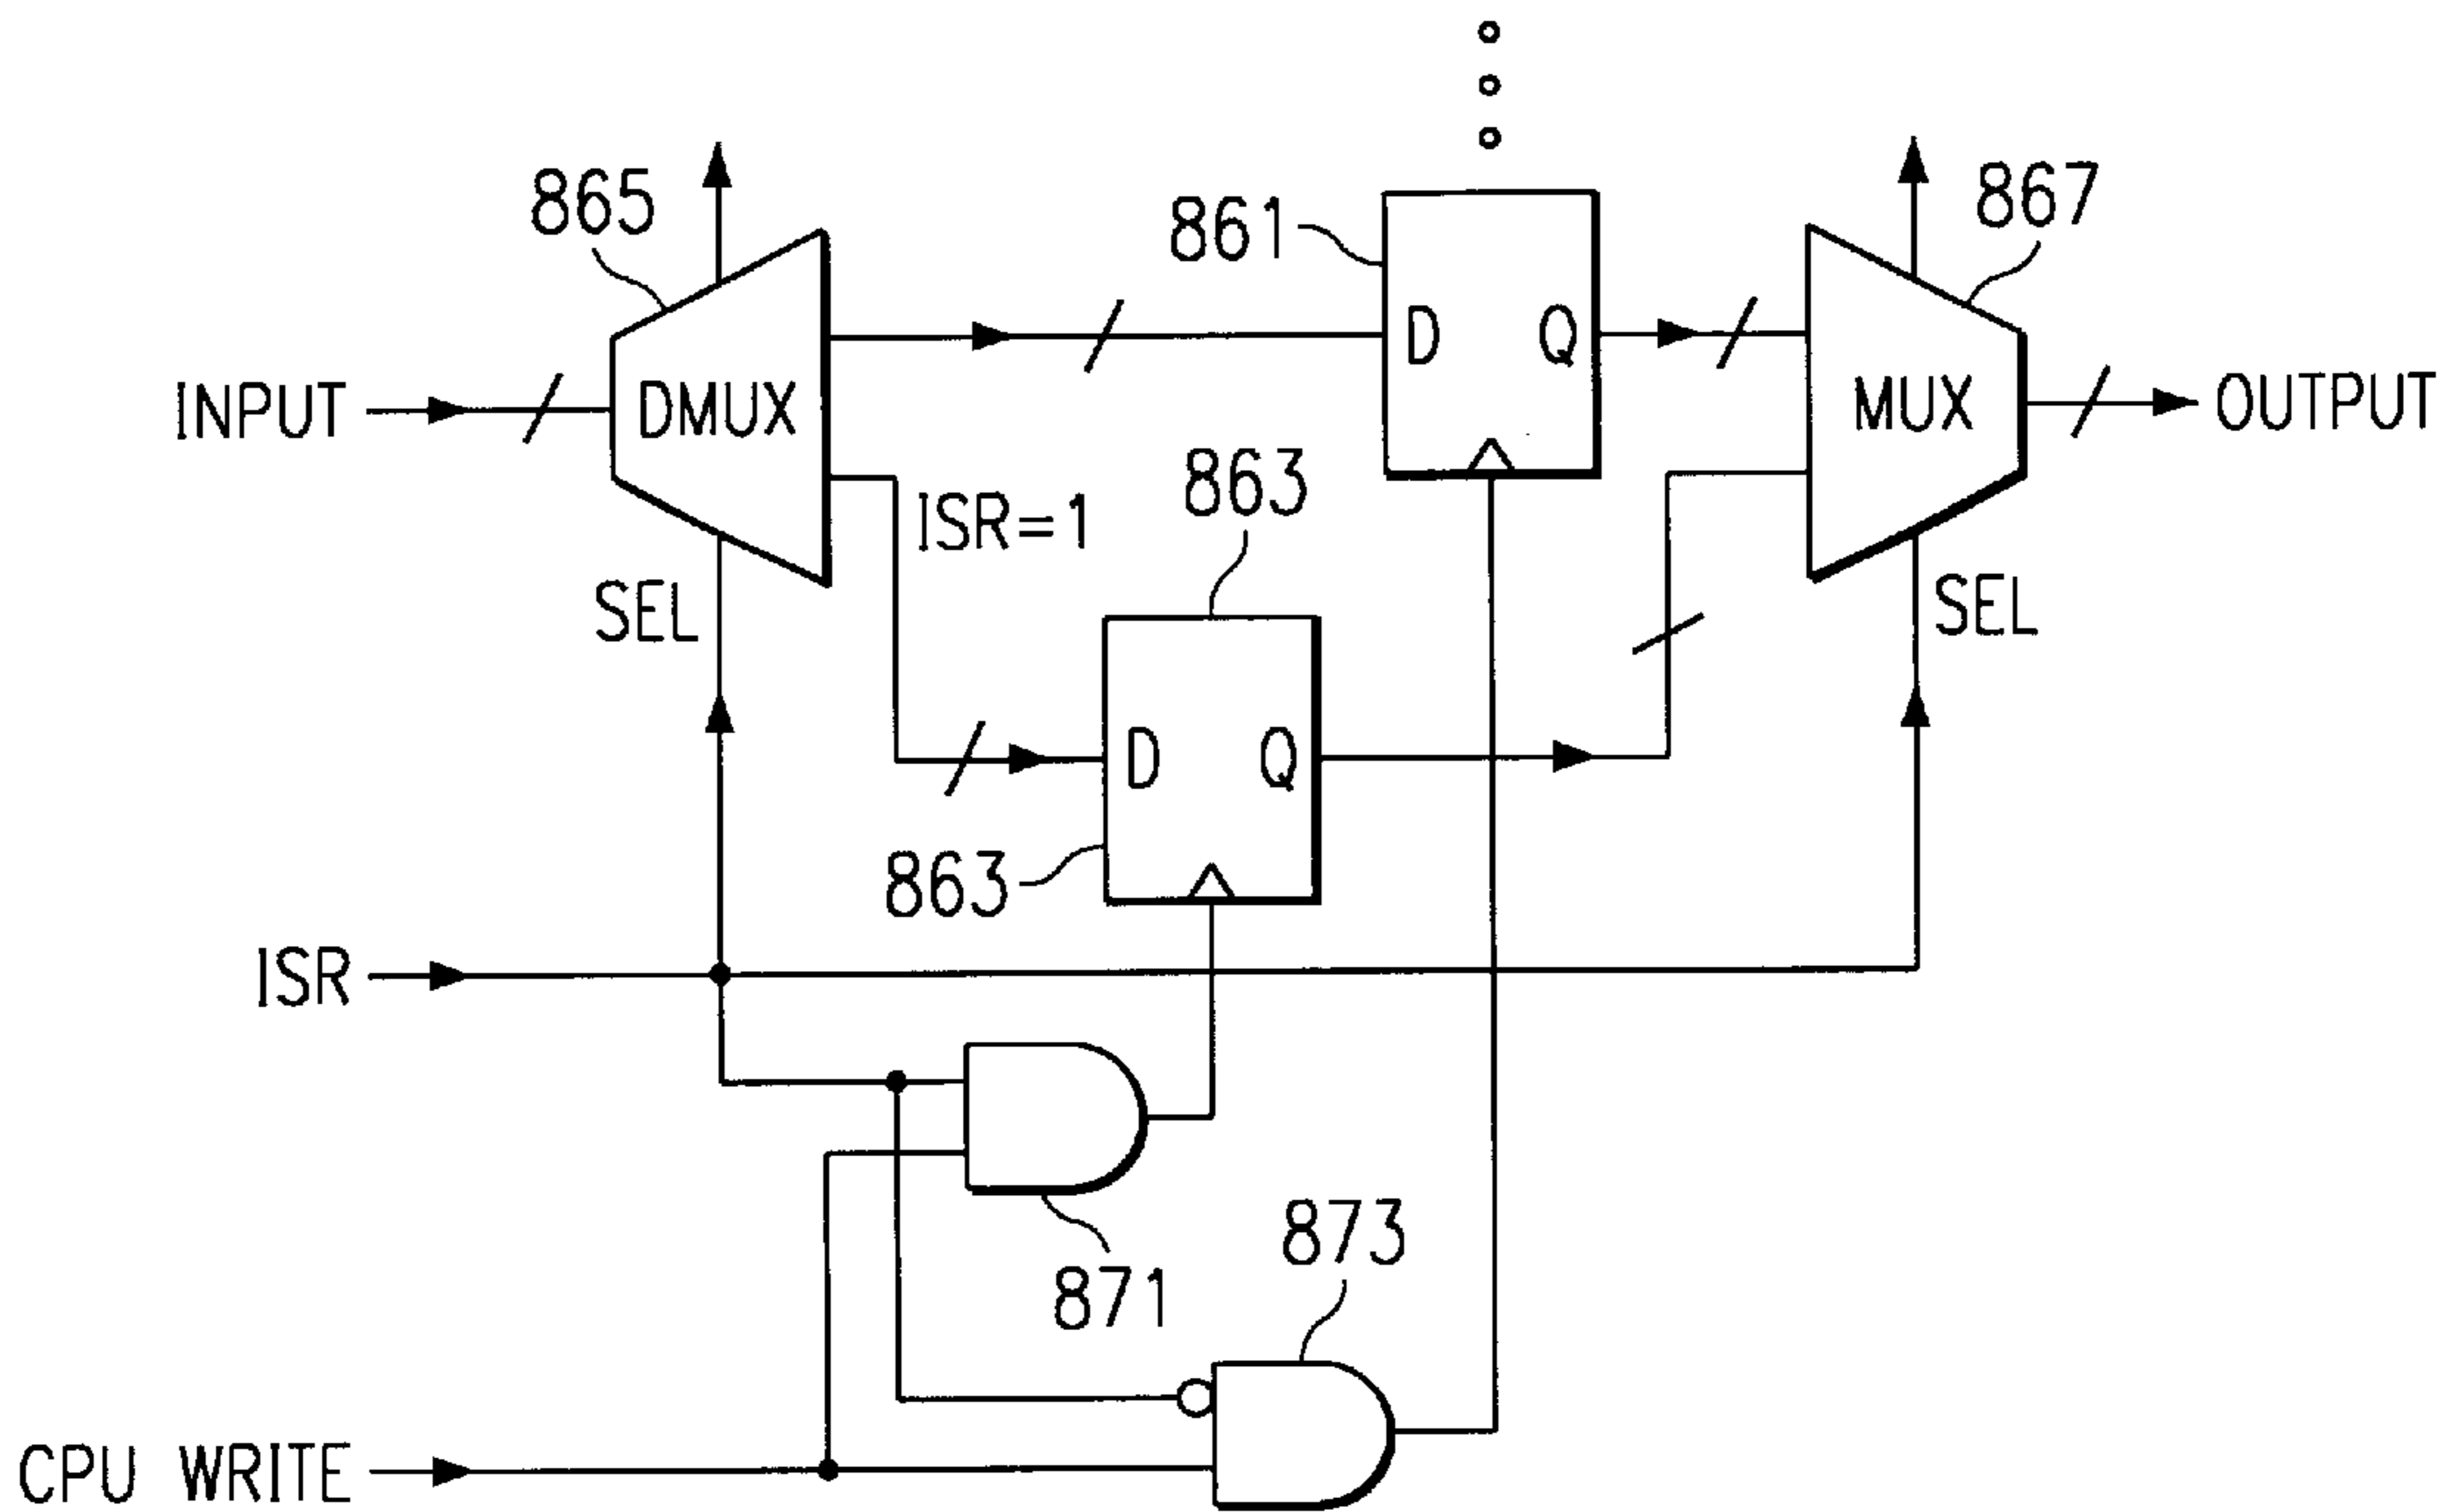 865
861
867
D Q
INPUT
DMUX
MUX
OUTPUT
863
ISR=1
SEL
SEL
D Q
863
ISR
871
873
CPU WRITE